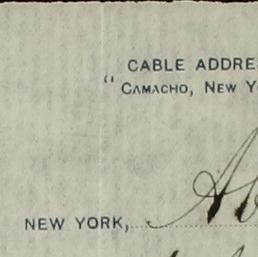 CABLE ADDRE
" CAMACHO, NEW Y
NEW YORK,